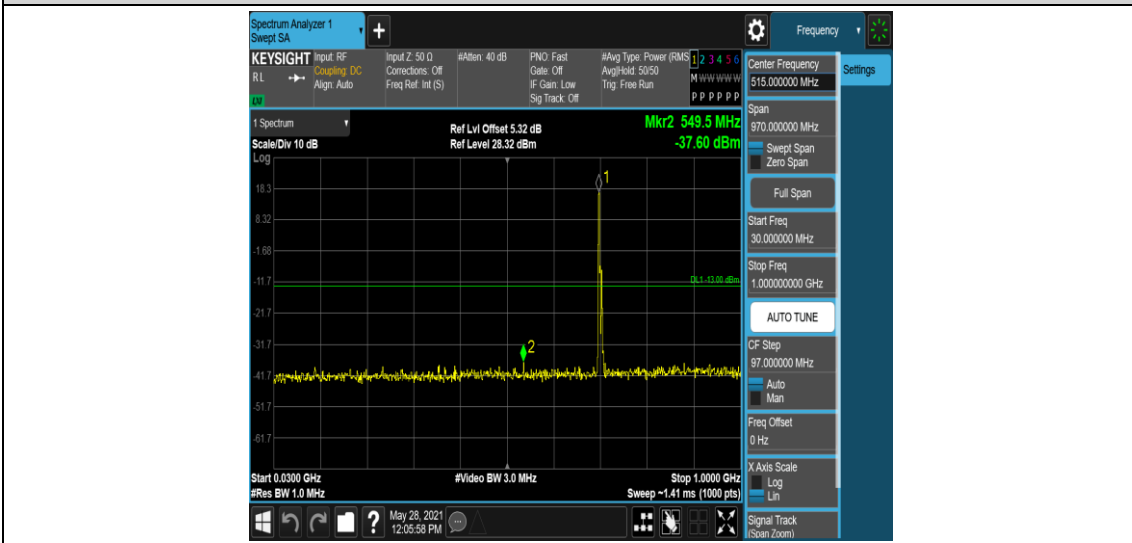 Spectrum Analyzer 1
Swept SA
+
Frequency
KEYSIGHT
RL
LXI
Input: RF
Coupling: DC
Align: Auto
Input Z: 50 Ω
Corrections: Off
Freq Ref: Int (S)
#Atten: 40 dB
PNO: Fast
Gate: Off
IF Gain: Low
Sig Track: Off
#Avg Type: Power (RMS
Avg|Hold: 50/50
Trig: Free Run
1 2 3 4 5 6
M W W W W W
P P P P P P
1 Spectrum
Scale/Div 10 dB
Ref Lvl Offset 5.32 dB
Ref Level 28.32 dBm
Mkr2 549.5 MHz
-37.60 dBm
Log
1
18.3
8.32
-1.68
-11.7
DL1 -13.00 dBm
-21.7
-31.7
2
-41.7
-51.7
-61.7
Start 0.0300 GHz
#Res BW 1.0 MHz
#Video BW 3.0 MHz
Stop 1.0000 GHz
Sweep ~1.41 ms (1000 pts)
?
May 28, 2021
12:05:58 PM
Center Frequency
515.000000 MHz
Settings
Span
970.000000 MHz
Swept Span
Zero Span
Full Span
Start Freq
30.000000 MHz
Stop Freq
1.000000000 GHz
AUTO TUNE
CF Step
97.000000 MHz
Auto
Man
Freq Offset
0 Hz
X Axis Scale
Log
Lin
Signal Track
(Span Zoom)